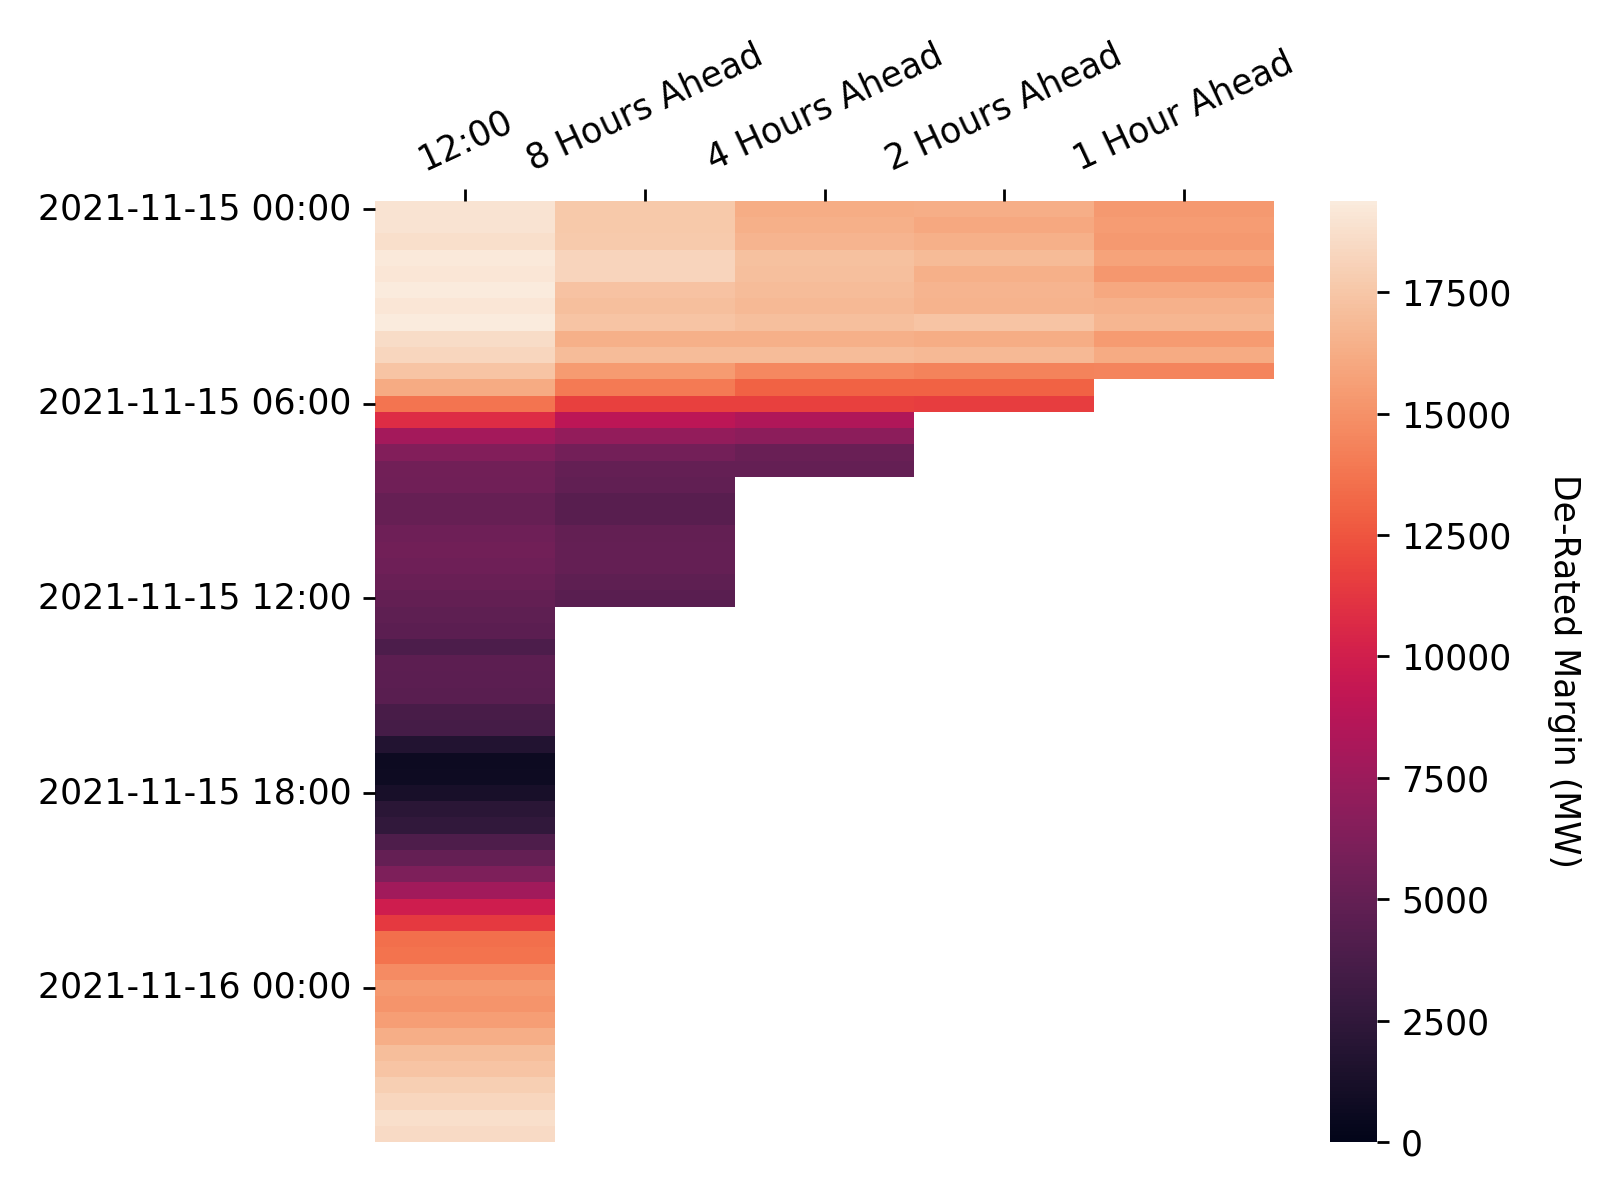 12:00
8 Hours Ahead
4 Hours Ahead
2 Hours Ahead
1 Hour Ahead
2021-11-15 00:00
2021-11-15 06:00
2021-11-15 12:00
2021-11-15 18:00
2021-11-16 00:00
17500
15000
12500
10000
7500
5000
2500
0
De-Rated Margin (MW)